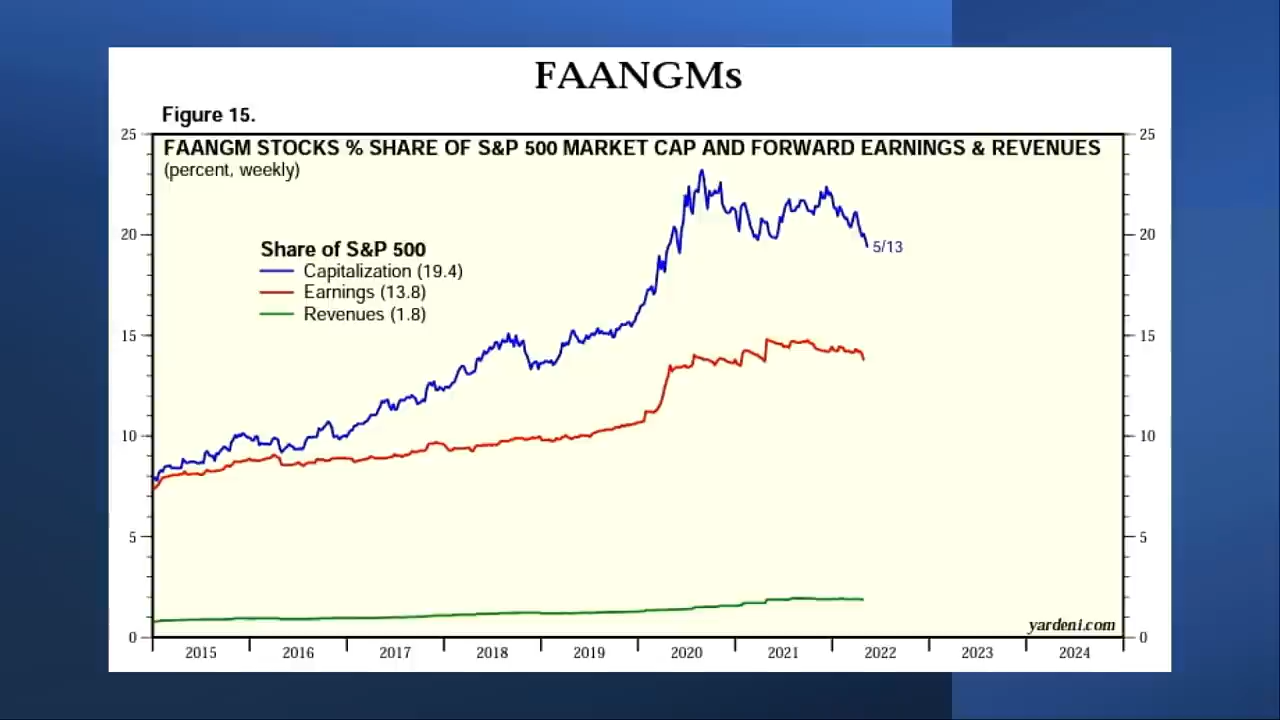 FAANGMs
Figure 15.
25
25
FAANGM STOCKS % SHARE OF S&P 500 MARKET CAP AND FORWARD EARNINGS & REVENUES
(percent, weekly)
20
20
5/13
Share of S&P 500
Capitalization (19.4)
Earnings (13.8)
Revenues (1.8)
15
15
10
10
5
5
yardeni.com
0
0
2015 2016 2017 2018 2019 2020 2021 2022 2023 2024